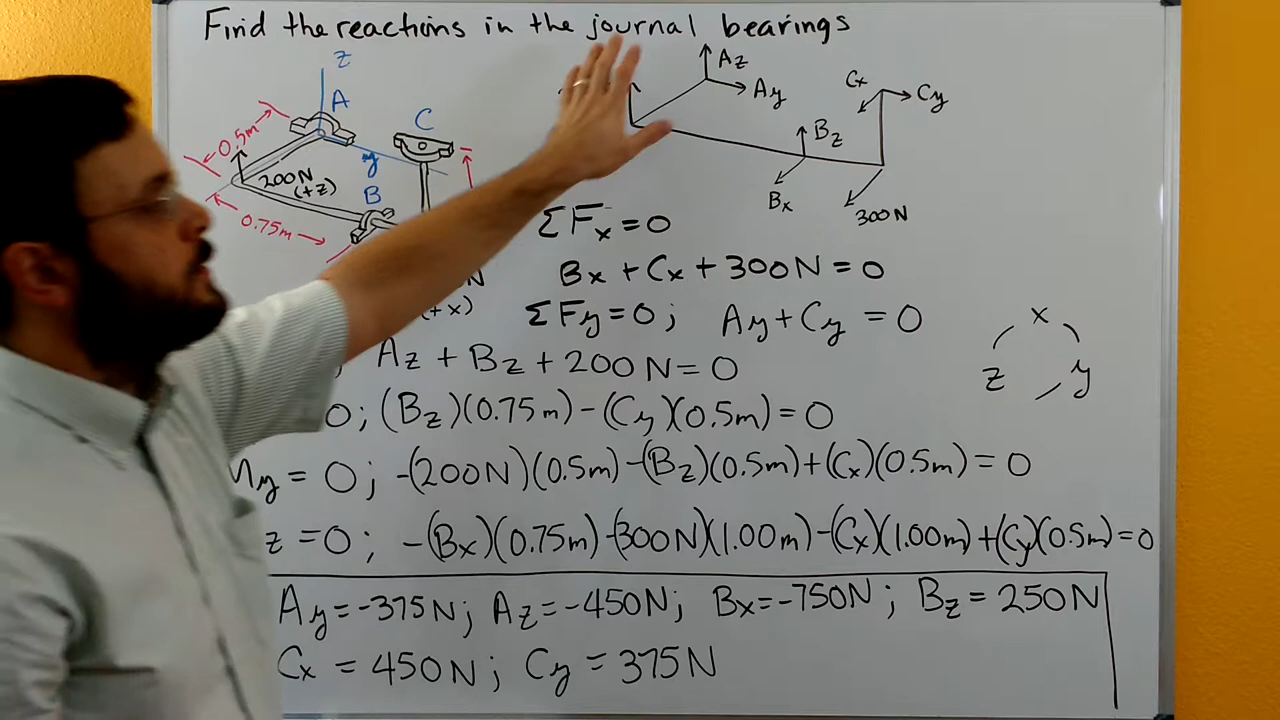 Find the reactions in the journal bearings
z
A
C
0.5m
y
200N
(+z)
B
0.75m
(+x)
Az
Ay
Cx
Cy
Bz
Bx
300N
ΣFx=0
Bx + Cx + 300N = 0
ΣFy=0; Ay+Cy = 0
Az + Bz + 200N = 0
0; (Bz)(0.75m) - (Cy)(0.5m) = 0
My = 0; -(200N)(0.5m) -(Bz)(0.5m)+(Cx)(0.5m) = 0
z = 0; -(Bx)(0.75m) -(300N)(1.00m) -(Cx)(1.00m) +(Cy)(0.5m)=0
x
z
y
Ay=-375N; Az=-450N; Bx=-750N; Bz = 250N
Cx = 450N; Cy = 375N